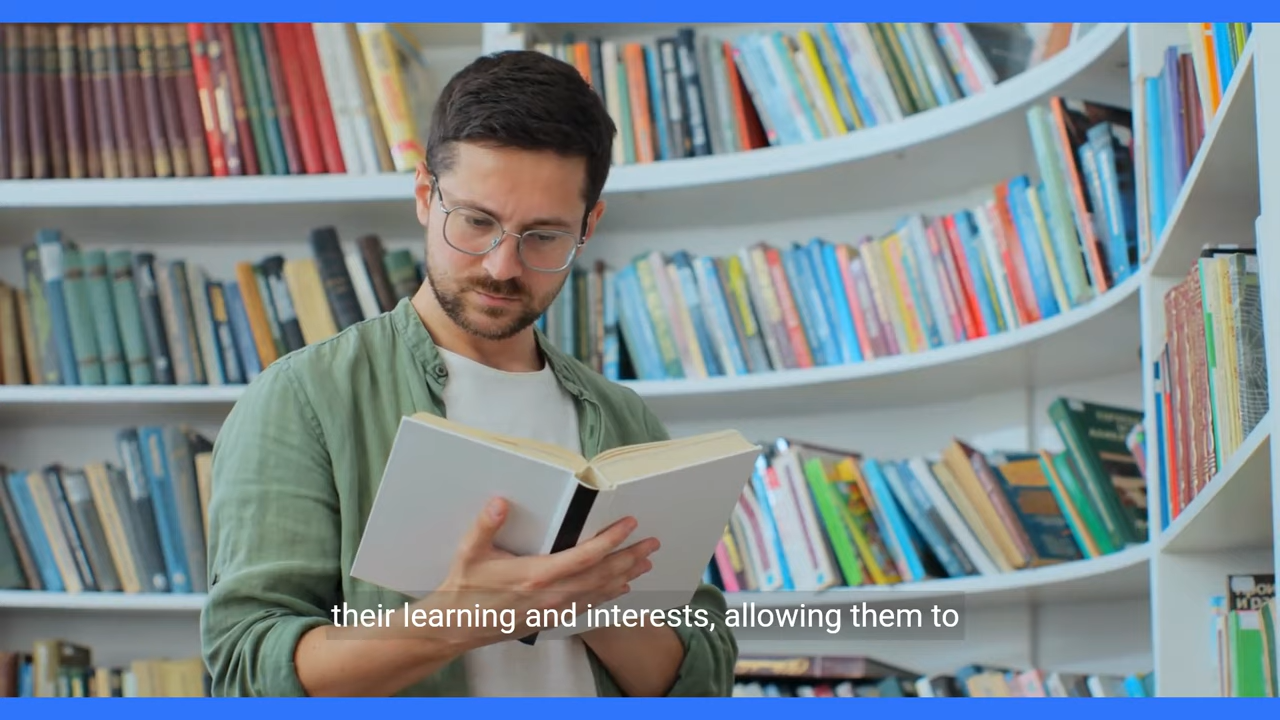 their learning and interests, allowing them to